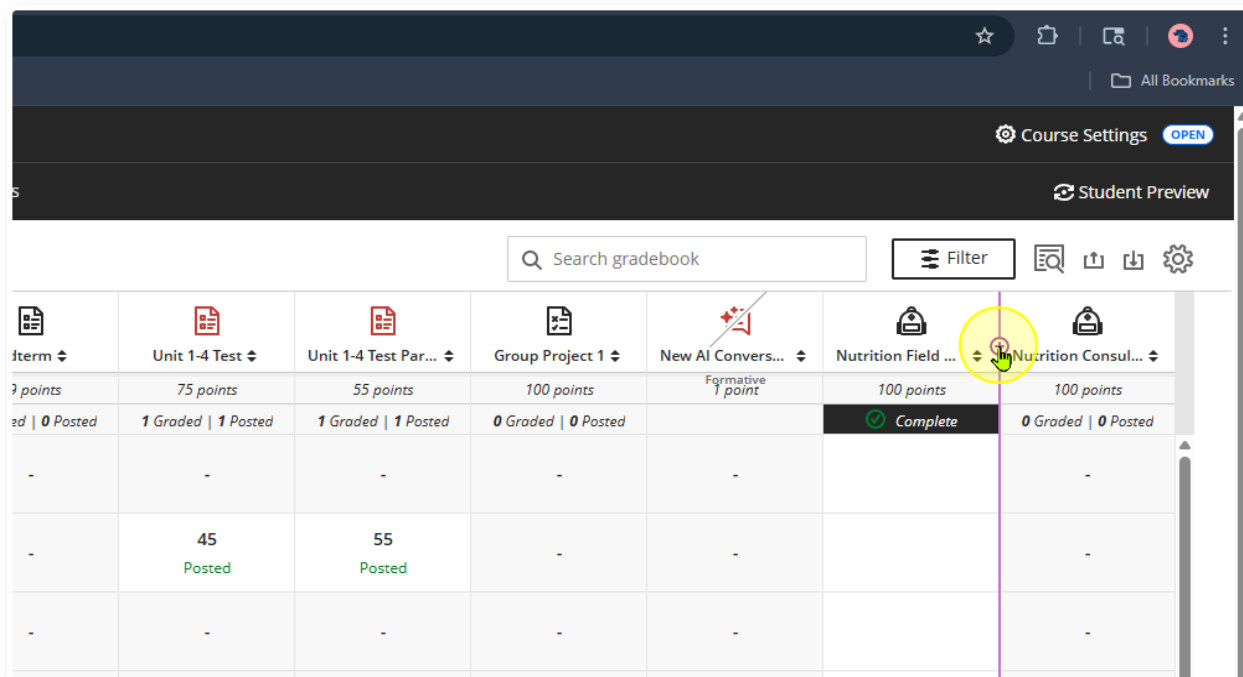 All Bookmarks
Course Settings OPEN
s
Student Preview
Search gradebook
Filter
dterm Unit 1-4 Test Unit 1-4 Test Par... Group Project 1 New AI Convers... Nutrition Field ... Nutrition Consul...
points 75 points 55 points 100 points Formative 1 point 100 points 100 points
ed | 0 Posted 1 Graded | 1 Posted 1 Graded | 1 Posted 0 Graded | 0 Posted Complete 0 Graded | 0 Posted
- - - - - -
- 45 55 - - -
Posted Posted
- - - - - -